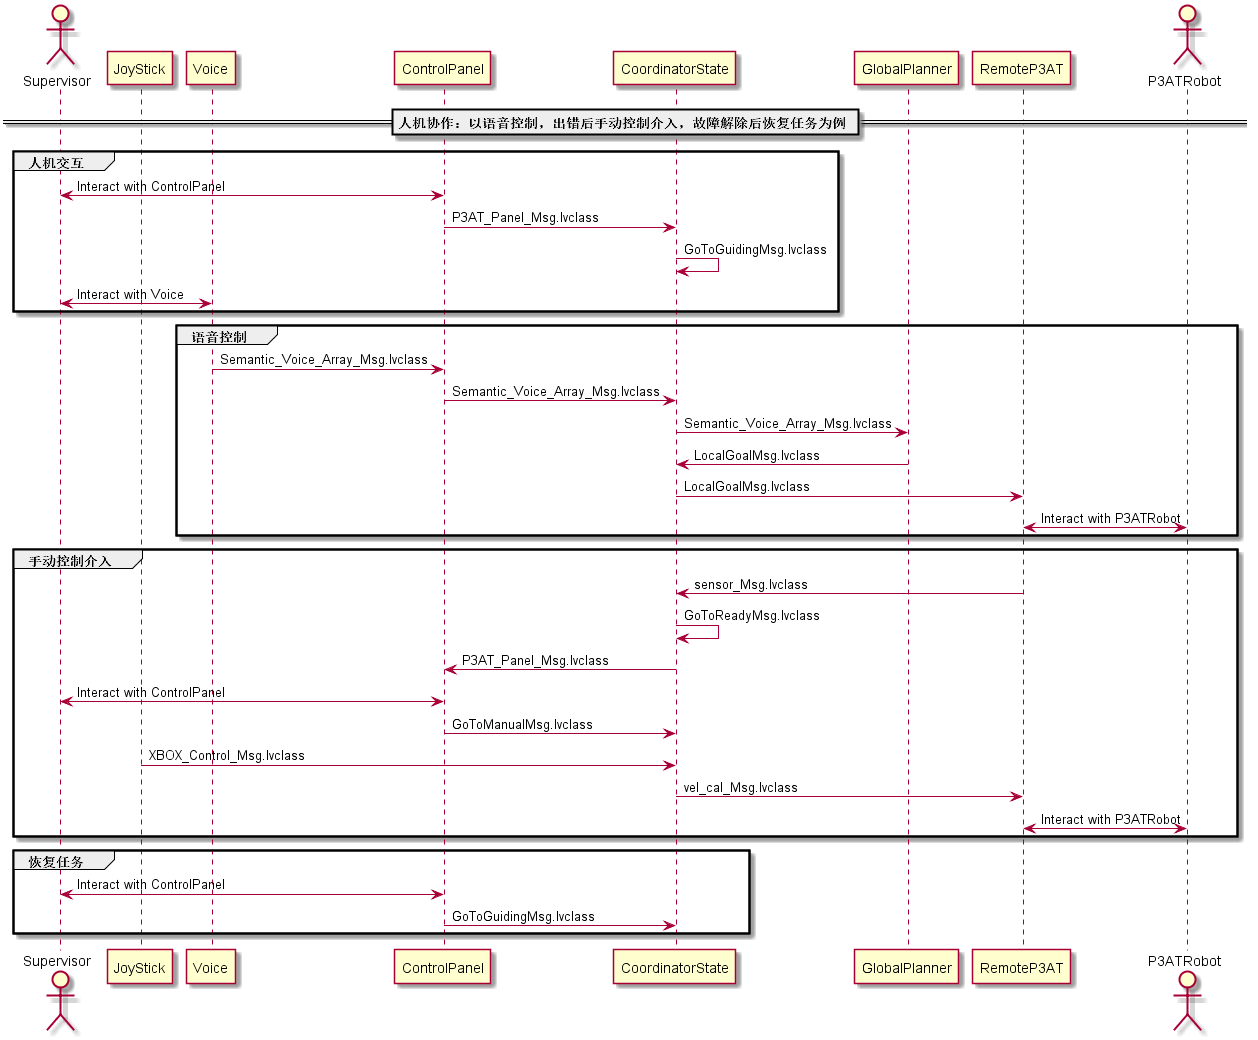 Supervisor
JoyStick
Voice
ControlPanel
CoordinatorState
GlobalPlanner
RemoteP3AT
P3ATRobot
人机协作：以语音控制，出错后手动控制介入，故障解除后恢复任务为例
人机交互
Interact with ControlPanel
P3AT_Panel_Msg.lvclass
GoToGuidingMsg.lvclass
Interact with Voice
语音控制
Semantic_Voice_Array_Msg.lvclass
Semantic_Voice_Array_Msg.lvclass
Semantic_Voice_Array_Msg.lvclass
LocalGoalMsg.lvclass
LocalGoalMsg.lvclass
Interact with P3ATRobot
手动控制介入
sensor_Msg.lvclass
GoToReadyMsg.lvclass
P3AT_Panel_Msg.lvclass
Interact with ControlPanel
GoToManualMsg.lvclass
XBOX_Control_Msg.lvclass
vel_cal_Msg.lvclass
Interact with P3ATRobot
恢复任务
Interact with ControlPanel
GoToGuidingMsg.lvclass
Supervisor
JoyStick
Voice
ControlPanel
CoordinatorState
GlobalPlanner
RemoteP3AT
P3ATRobot